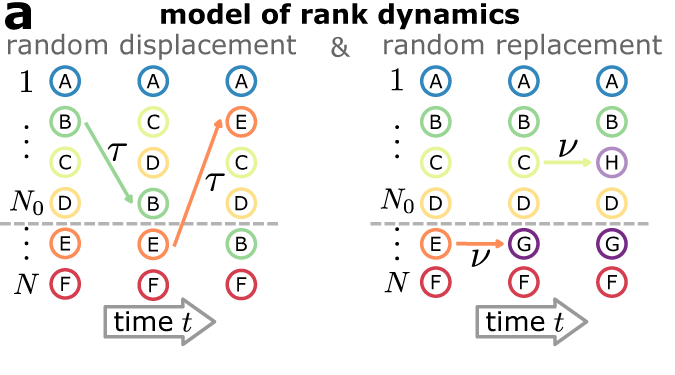 a model of rank dynamics
random displacement & random replacement
1 A A A 1 A A A
⋮ B C E ⋮ B B B
τ τ ν
C D C C C H
N₀ D B D N₀ D D D
⋮ E E B ⋮ E G G
ν
N F F F N F F F
time t time t